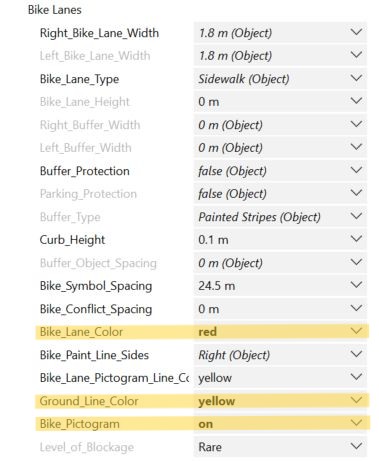 Bike Lanes
Right_Bike_Lane_Width 1.8 m (Object)
Left_Bike_Lane_Width 1.8 m (Object)
Bike_Lane_Type Sidewalk (Object)
Bike_Lane_Height 0 m
Right_Buffer_Width 0 m (Object)
Left_Buffer_Width 0 m (Object)
Buffer_Protection false (Object)
Parking_Protection false (Object)
Buffer_Type Painted Stripes (Object)
Curb_Height 0.1 m
Buffer_Object_Spacing 0 m (Object)
Bike_Symbol_Spacing 24.5 m
Bike_Conflict_Spacing 0 m
Bike_Lane_Color red
Bike_Paint_Line_Sides Right (Object)
Bike_Lane_Pictogram_Line_Cc yellow
Ground_Line_Color yellow
Bike_Pictogram on
Level_of_Blockage Rare